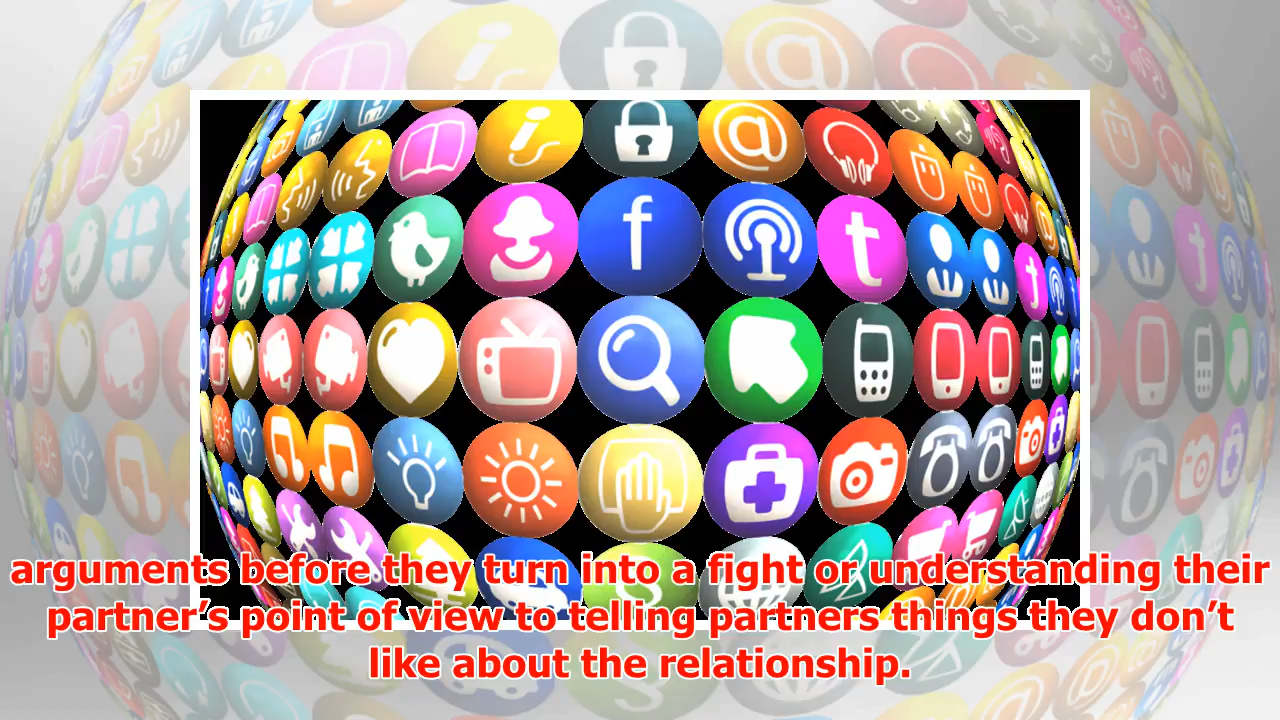 arguments before they turn into a fight or understanding their
partner’s point of view to telling partners things they don’t
like about the relationship.